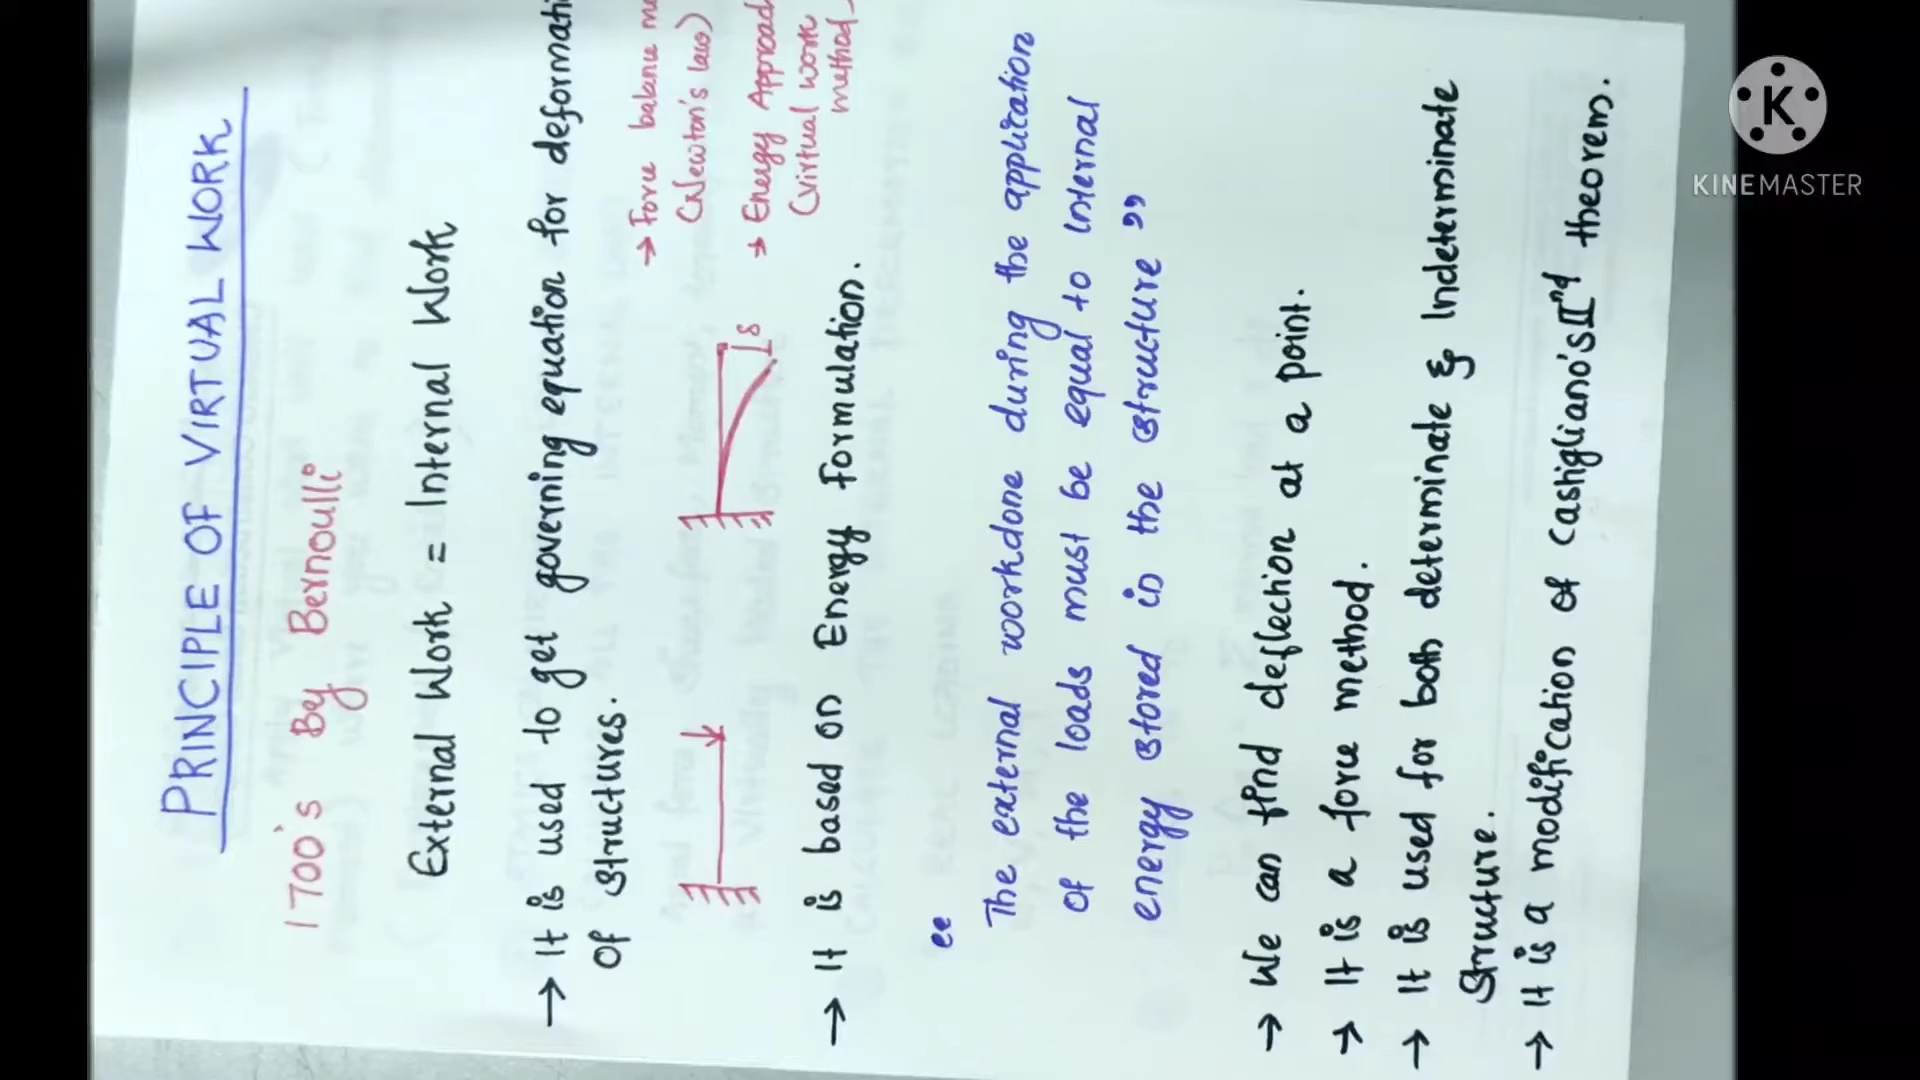 PRINCIPLE OF VIRTUAL WORK
1700's By Bernoulli
External Work = Internal Work
→ It is used to get governing equation for deformati
of structures.
→ Force balance
(Newton's law)
→ Energy Approach
(virtual work
method
δ
→ It is based on Energy formulation.
“ The external workdone during the application
of the loads must be equal to internal
energy stored in the structure ”
→ We can find deflection at a point.
→ It is a force method.
→ It is used for both determinate & Indeterminate
structure.
→ It is a modification of Cashigliano's IInd theorem.
K
KINEMASTER